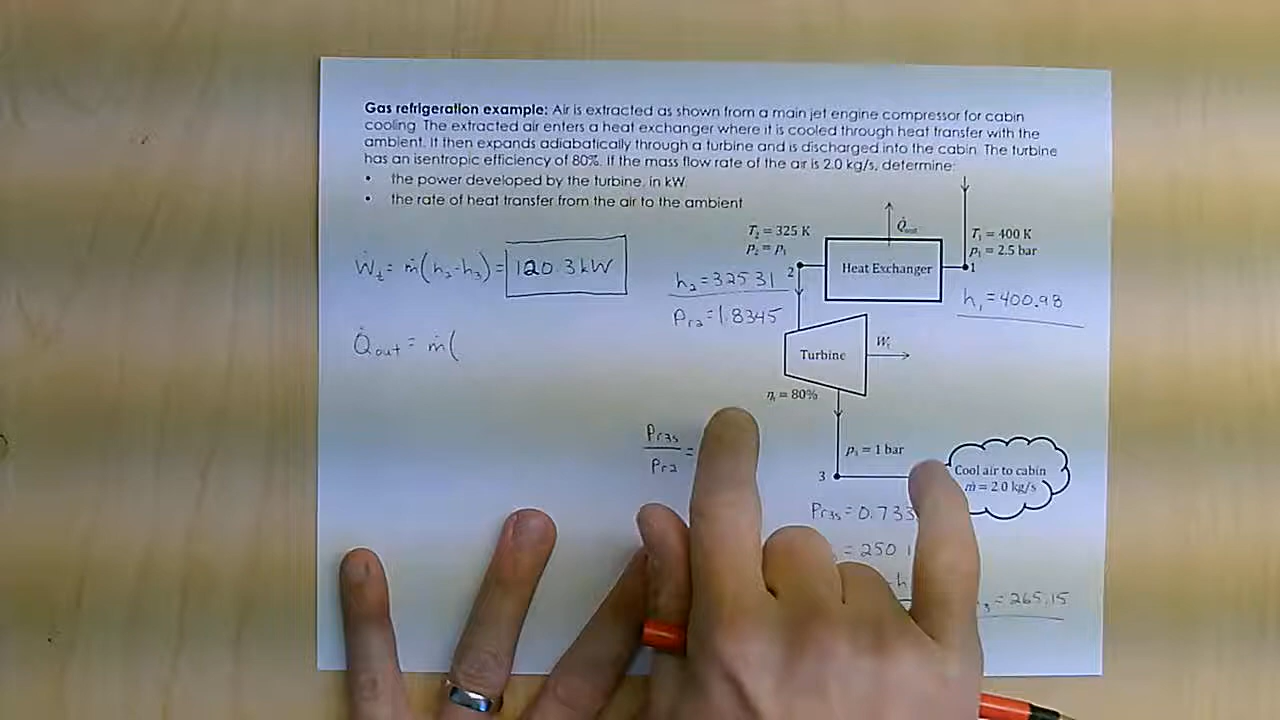 Gas refrigeration example: Air is extracted as shown from a main jet engine compressor for cabin
cooling. The extracted air enters a heat exchanger where it is cooled through heat transfer with the
ambient. It then expands adiabatically through a turbine and is discharged into the cabin. The turbine
has an isentropic efficiency of 80%. If the mass flow rate of the air is 2.0 kg/s, determine:
• the power developed by the turbine, in kW
• the rate of heat transfer from the air to the ambient
Ẇt = ṁ(h2-h3) = 120.3 kW
Q̇out = ṁ(
T2 = 325 K
p2 = p1
2
h2 = 325.31
Pr2 = 1.8345
Q̇out
Heat Exchanger
T1 = 400 K
p1 = 2.5 bar
1
h1 = 400.98
Turbine
Ẇt
ηt = 80%
Pr3s
Pr2
=
p3 = 1 bar
3
Cool air to cabin
ṁ = 2.0 kg/s
Pr3s = 0.733
= 250.1
h
3 = 265.15